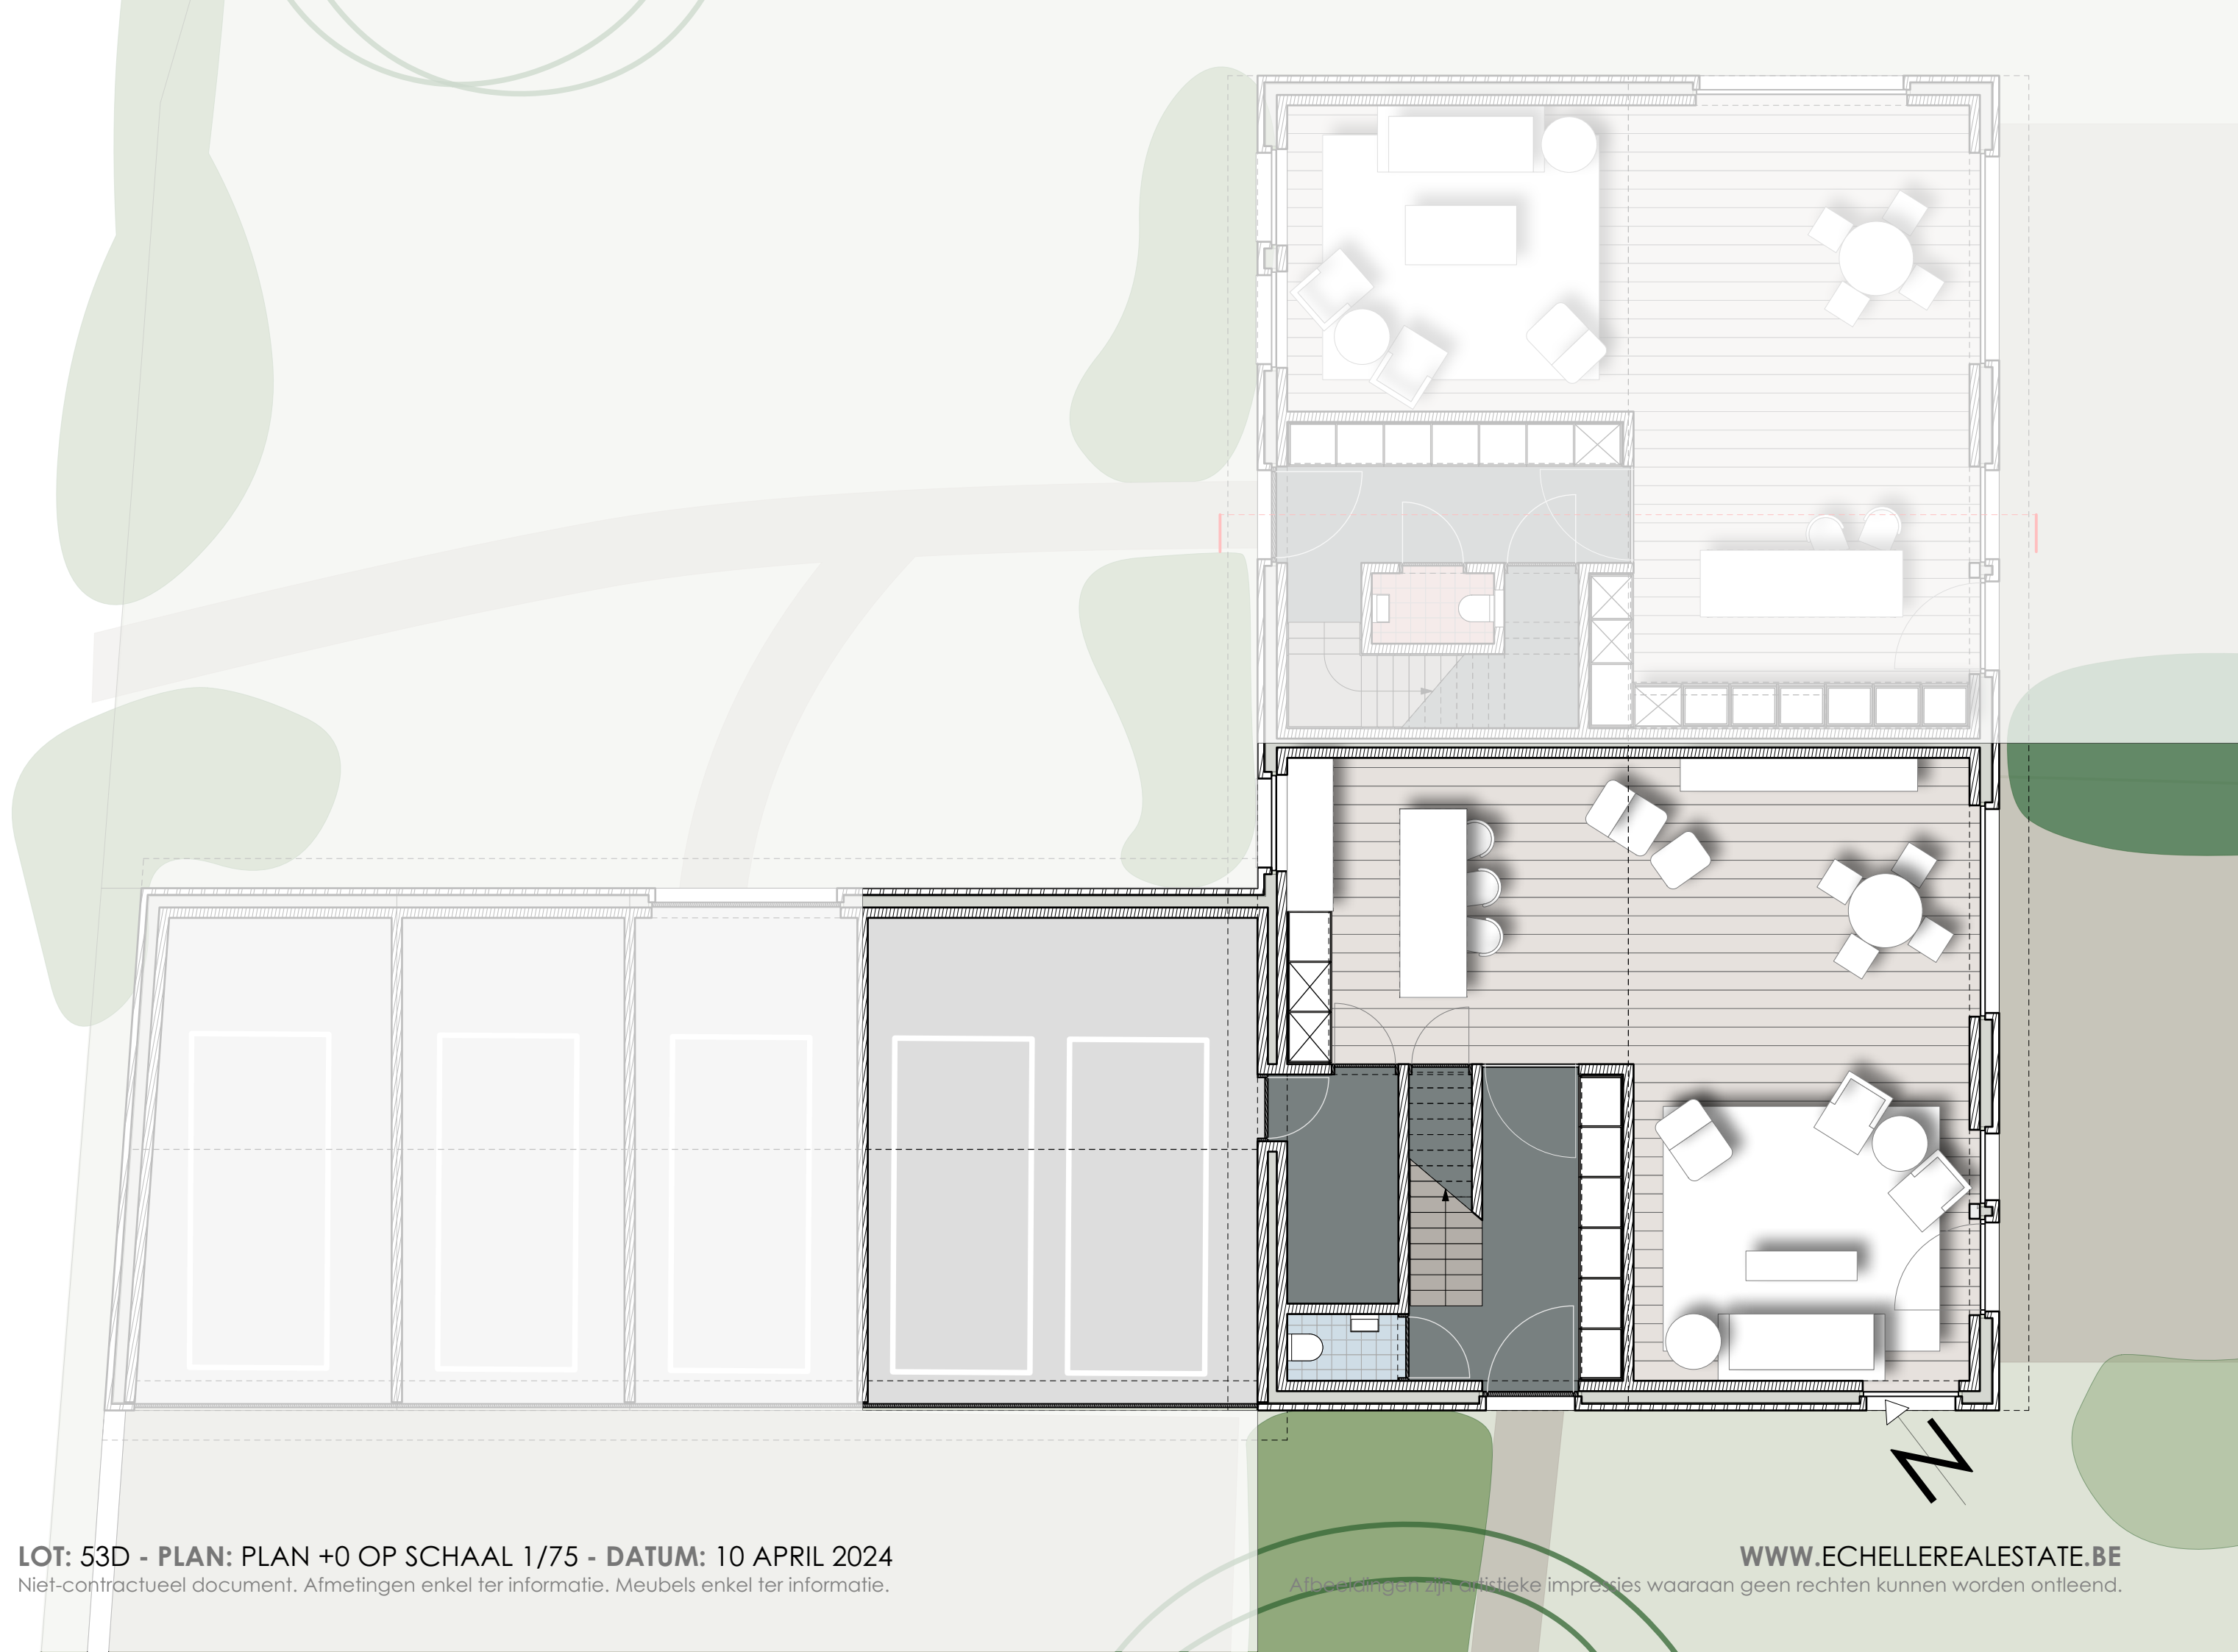 N
LOT: 53D - PLAN: PLAN +0 OP SCHAAL 1/75 - DATUM: 10 APRIL 2024
Niet-contractueel document. Afmetingen enkel ter informatie. Meubels enkel ter informatie.
WWW.ECHELLEREALESTATE.BE
Afbeeldingen zijn artistieke impressies waaraan geen rechten kunnen worden ontleend.